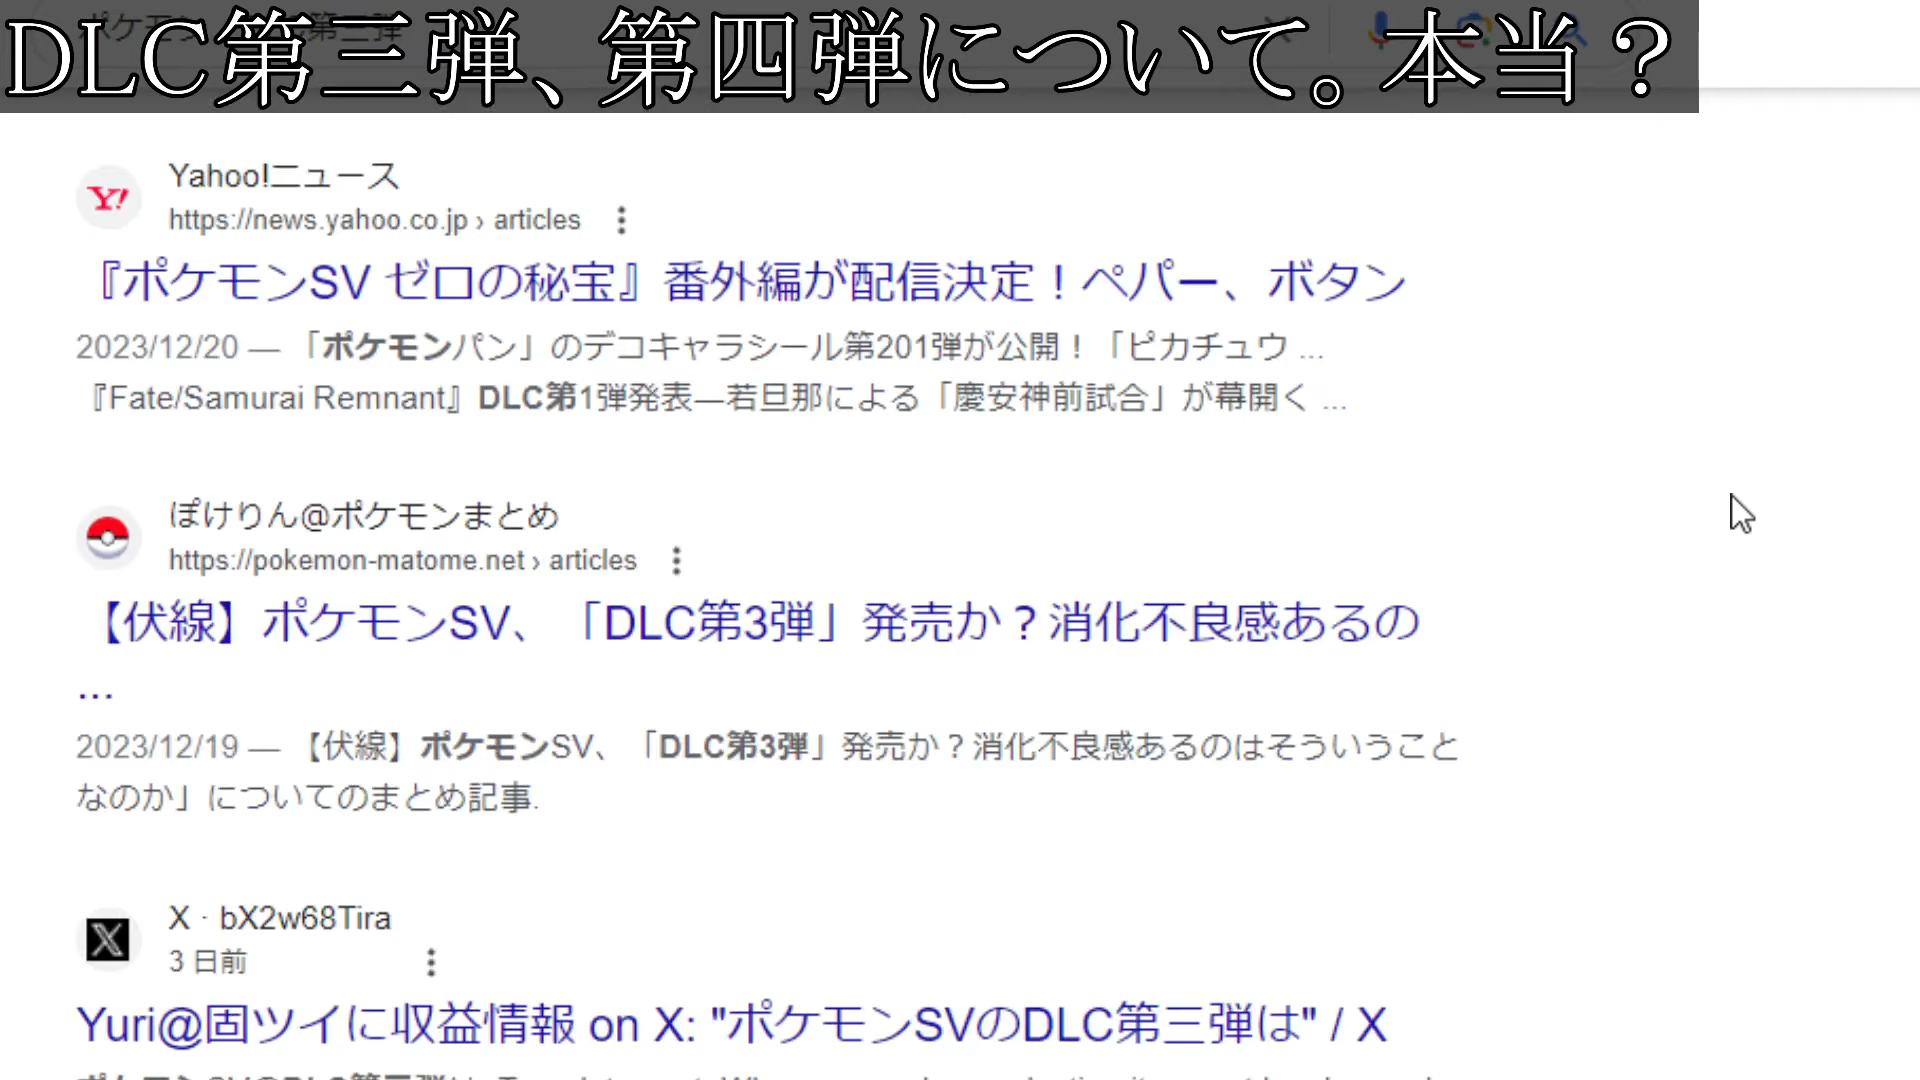 DLC第三弾、第四弾について。本当？
Yahoo!ニュース
https://news.yahoo.co.jp › articles
『ポケモンSV ゼロの秘宝』番外編が配信決定！ペパー、ボタン
2023/12/20 — 「ポケモンパン」のデコキャラシール第201弾が公開！「ピカチュウ ...
『Fate/Samurai Remnant』DLC第1弾発表―若旦那による「慶安神前試合」が幕開く ...
ぽけりん@ポケモンまとめ
https://pokemon-matome.net › articles
【伏線】ポケモンSV、「DLC第3弾」発売か？消化不良感あるの
...
2023/12/19 — 【伏線】ポケモンSV、「DLC第3弾」発売か？消化不良感あるのはそういうこと
なのか」についてのまとめ記事.
X · bX2w68Tira
3 日前
Yuri@固ツイに収益情報 on X: "ポケモンSVのDLC第三弾は" / X